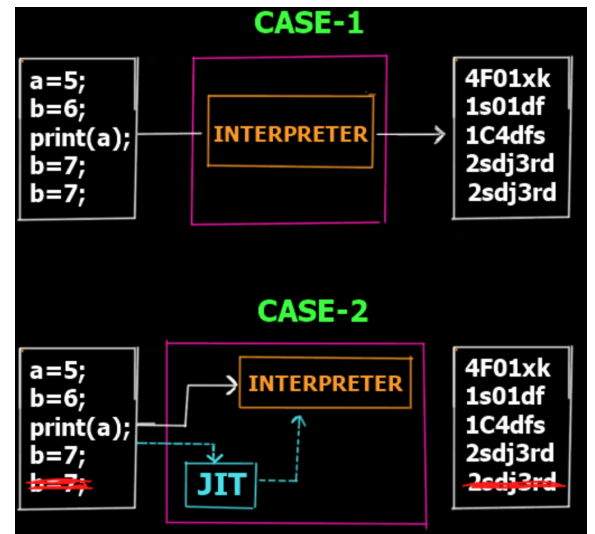 CASE-1
a=5;
b=6;
print(a);
b=7;
b=7;
INTERPRETER
4F01xk
1s01df
1C4dfs
2sdj3rd
2sdj3rd
CASE-2
a=5;
b=6;
print(a);
b=7;
b=7;
INTERPRETER
JIT
4F01xk
1s01df
1C4dfs
2sdj3rd
2sdj3rd